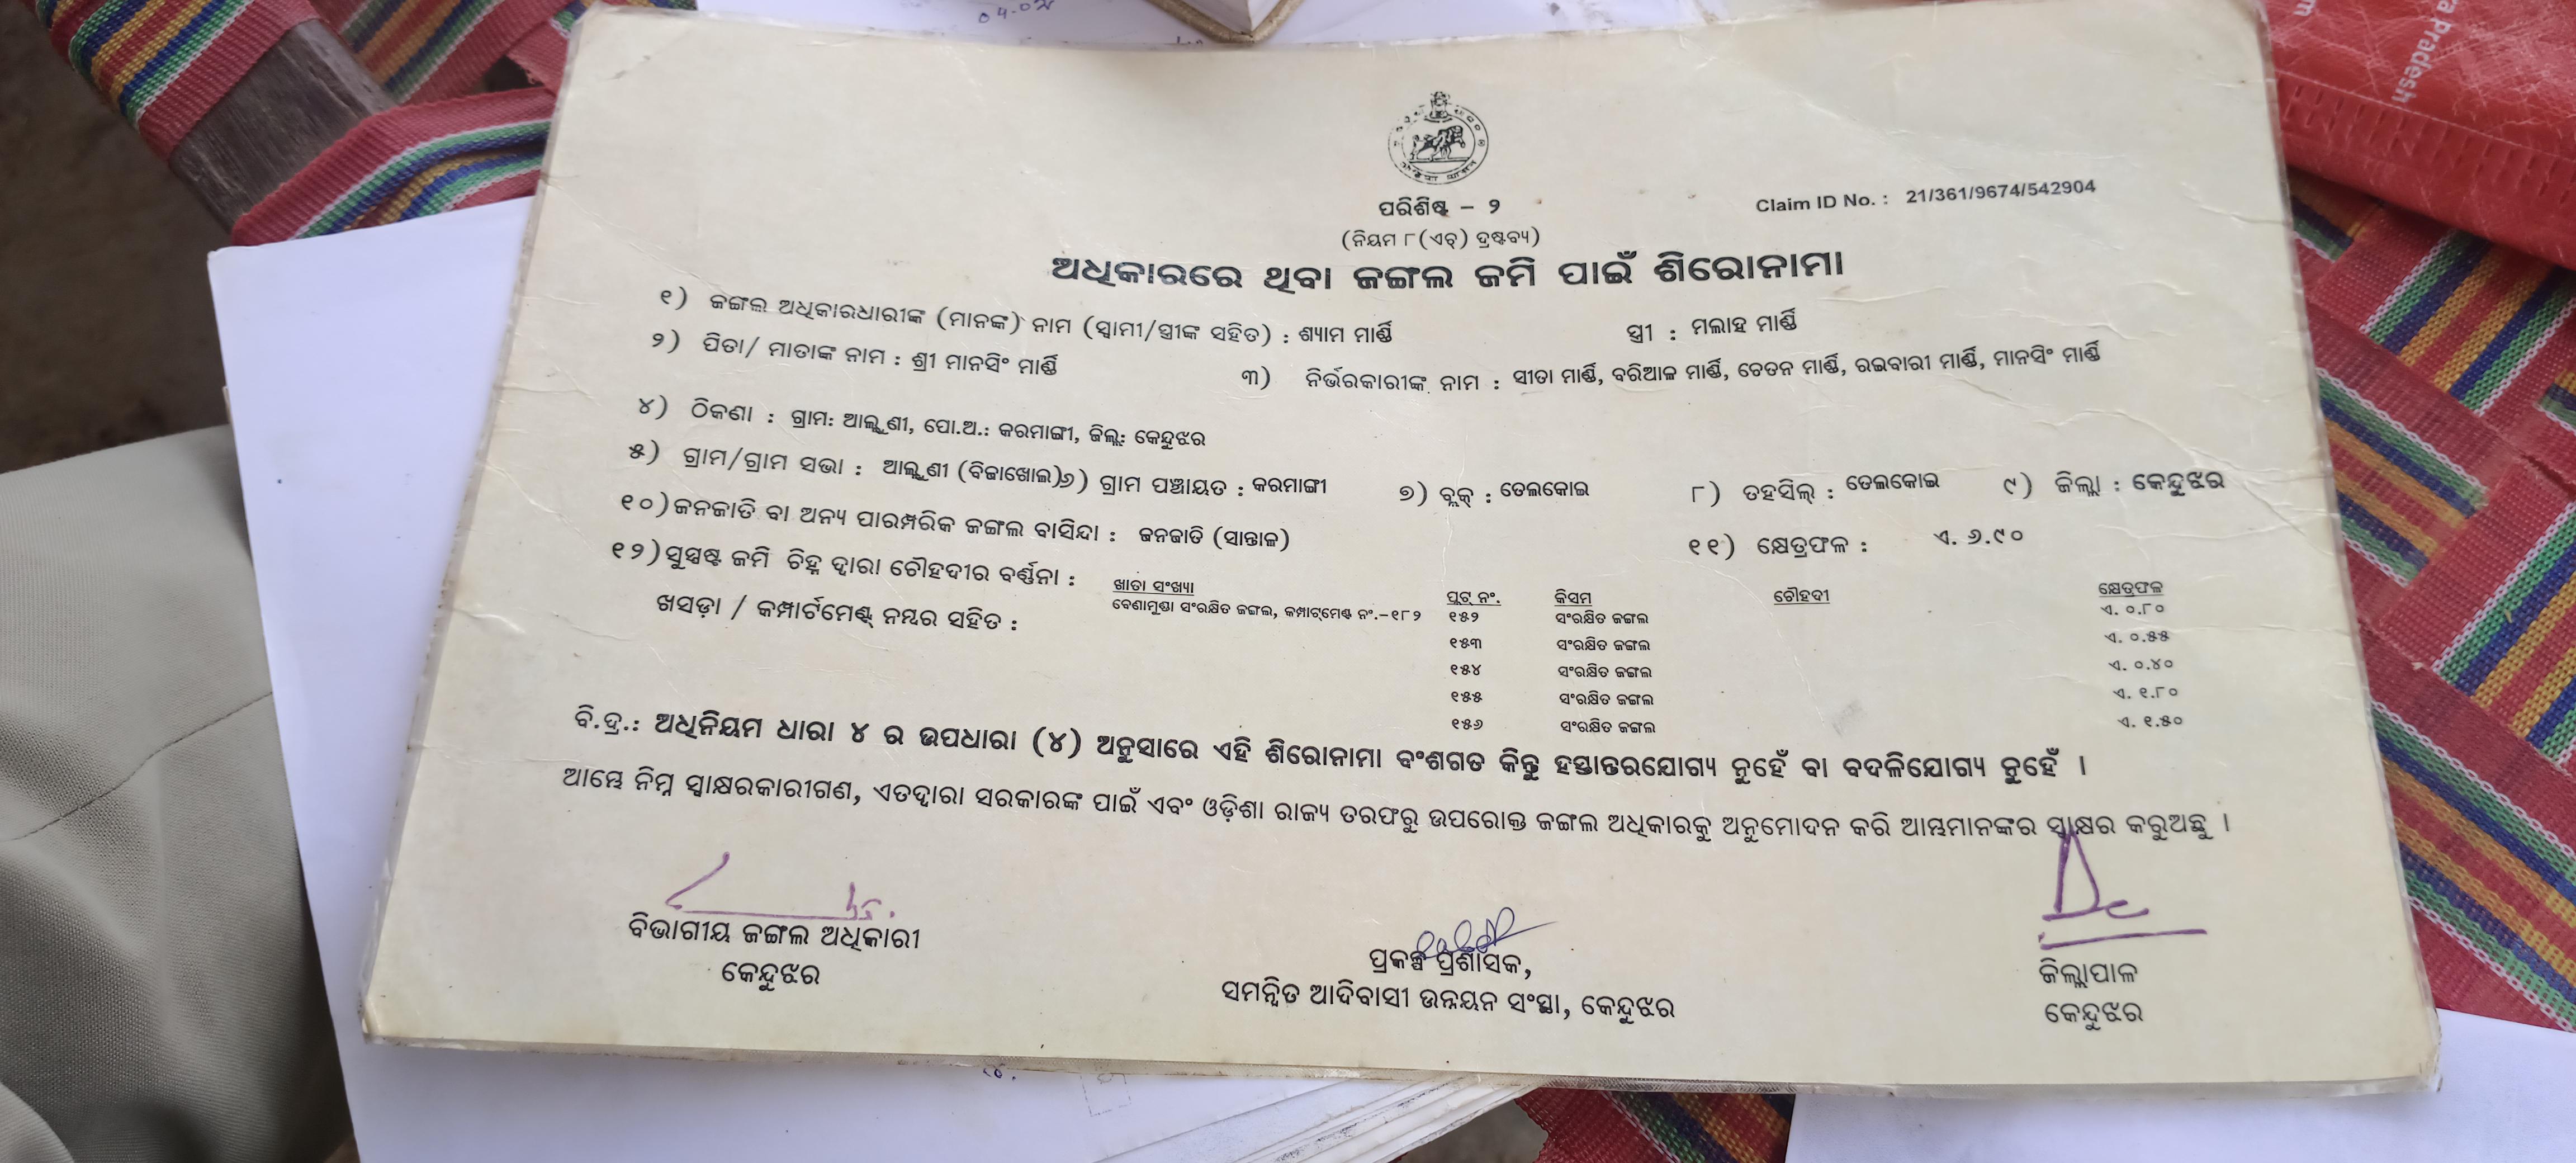 ପରିଶିଷ୍ଟ – ୨
Claim ID No. : 21/361/9674/542904
(ନିୟମ ୮(ଏଚ୍) ଦ୍ରଷ୍ଟବ୍ୟ)
ଅଧିକାରରେ ଥିବା ଜଙ୍ଗଲ ଜମି ପାଇଁ ଶିରୋନାମା
୧) ଜଙ୍ଗଲ ଅଧିକାରଧାରୀଙ୍କ (ମାନଙ୍କ) ନାମ (ସ୍ୱାମୀ/ସ୍ତ୍ରୀଙ୍କ ସହିତ) : ଶ୍ୟାମ ମାର୍ଣ୍ଡି ସ୍ତ୍ରୀ : ମଲାହ ମାର୍ଣ୍ଡି
୨) ପିତା/ ମାତାଙ୍କ ନାମ : ଶ୍ରୀ ମାନସିଂ ମାର୍ଣ୍ଡି ୩) ନିର୍ଭରକାରୀଙ୍କ ନାମ : ସୀତା ମାର୍ଣ୍ଡି, ବରିଆଳ ମାର୍ଣ୍ଡି, ଚେତନ ମାର୍ଣ୍ଡି, ରଇବାରୀ ମାର୍ଣ୍ଡି, ମାନସିଂ ମାର୍ଣ୍ଡି
୪) ଠିକଣା : ଗ୍ରାମ: ଆଲୁଣୀ, ପୋ.ଅ.: କରମାଙ୍ଗୀ, ଜିଲ୍ଲା: କେନ୍ଦୁଝର
୫) ଗ୍ରାମ/ଗ୍ରାମ ସଭା : ଆଲୁଣୀ (ବିଜାଖୋଲ) ୬) ଗ୍ରାମ ପଞ୍ଚାୟତ : କରମାଙ୍ଗୀ ୭) ବ୍ଲକ୍ : ତେଲକୋଇ ୮) ତହସିଲ୍ : ତେଲକୋଇ ୯) ଜିଲ୍ଲା : କେନ୍ଦୁଝର
୧୦) ଜନଜାତି ବା ଅନ୍ୟ ପାରମ୍ପରିକ ଜଙ୍ଗଲ ବାସିନ୍ଦା : ଜନଜାତି (ସାନ୍ତାଳ) ୧୧) କ୍ଷେତ୍ରଫଳ : ଏ. ୬.୯୦
୧୨) ସୁସ୍ପଷ୍ଟ ଜମି ଚିହ୍ନ ଦ୍ୱାରା ଚୌହଦୀର ବର୍ଣ୍ଣନା :
ଖସଡ଼ା / କମ୍ପାର୍ଟମେଣ୍ଟ୍ ନମ୍ବର ସହିତ :
ଖାତା ସଂଖ୍ୟା ପ୍ଲଟ୍ ନଂ. କିସମ ଚୌହଦୀ କ୍ଷେତ୍ରଫଳ
ବେଣାମୁଣ୍ଡା ସଂରକ୍ଷିତ ଜଙ୍ଗଲ, କମ୍ପାଟ୍‌ମେଣ୍ଟ ନଂ.-୧୮୨ ୧୫୨ ସଂରକ୍ଷିତ ଜଙ୍ଗଲ ଏ. ୦.୮୦
୧୫୩ ସଂରକ୍ଷିତ ଜଙ୍ଗଲ ଏ. ୦.୫୫
୧୫୪ ସଂରକ୍ଷିତ ଜଙ୍ଗଲ ଏ. ୦.୪୦
୧୫୫ ସଂରକ୍ଷିତ ଜଙ୍ଗଲ ଏ. ୧.୮୦
୧୫୬ ସଂରକ୍ଷିତ ଜଙ୍ଗଲ ଏ. ୧.୫୦
ବି.ଦ୍ର.: ଅଧିନିୟମ ଧାରା ୪ ର ଉପଧାରା (୪) ଅନୁସାରେ ଏହି ଶିରୋନାମା ବଂଶଗତ କିନ୍ତୁ ହସ୍ତାନ୍ତରଯୋଗ୍ୟ ନୁହେଁ ବା ବଦଳିଯୋଗ୍ୟ ନୁହେଁ ।
ଆମ୍ଭେ ନିମ୍ନ ସ୍ୱାକ୍ଷରକାରୀଗଣ, ଏତଦ୍ୱାରା ସରକାରଙ୍କ ପାଇଁ ଏବଂ ଓଡ଼ିଶା ରାଜ୍ୟ ତରଫରୁ ଉପରୋକ୍ତ ଜଙ୍ଗଲ ଅଧିକାରକୁ ଅନୁମୋଦନ କରି ଆମ୍ଭମାନଙ୍କର ସ୍ୱାକ୍ଷର କରୁଅଛୁ ।
ବିଭାଗୀୟ ଜଙ୍ଗଲ ଅଧିକାରୀ
କେନ୍ଦୁଝର
ପ୍ରକଳ୍ପ ପ୍ରଶାସକ,
ସମନ୍ୱିତ ଆଦିବାସୀ ଉନ୍ନୟନ ସଂସ୍ଥା, କେନ୍ଦୁଝର
ଜିଲ୍ଲାପାଳ
କେନ୍ଦୁଝର
a Pradesh